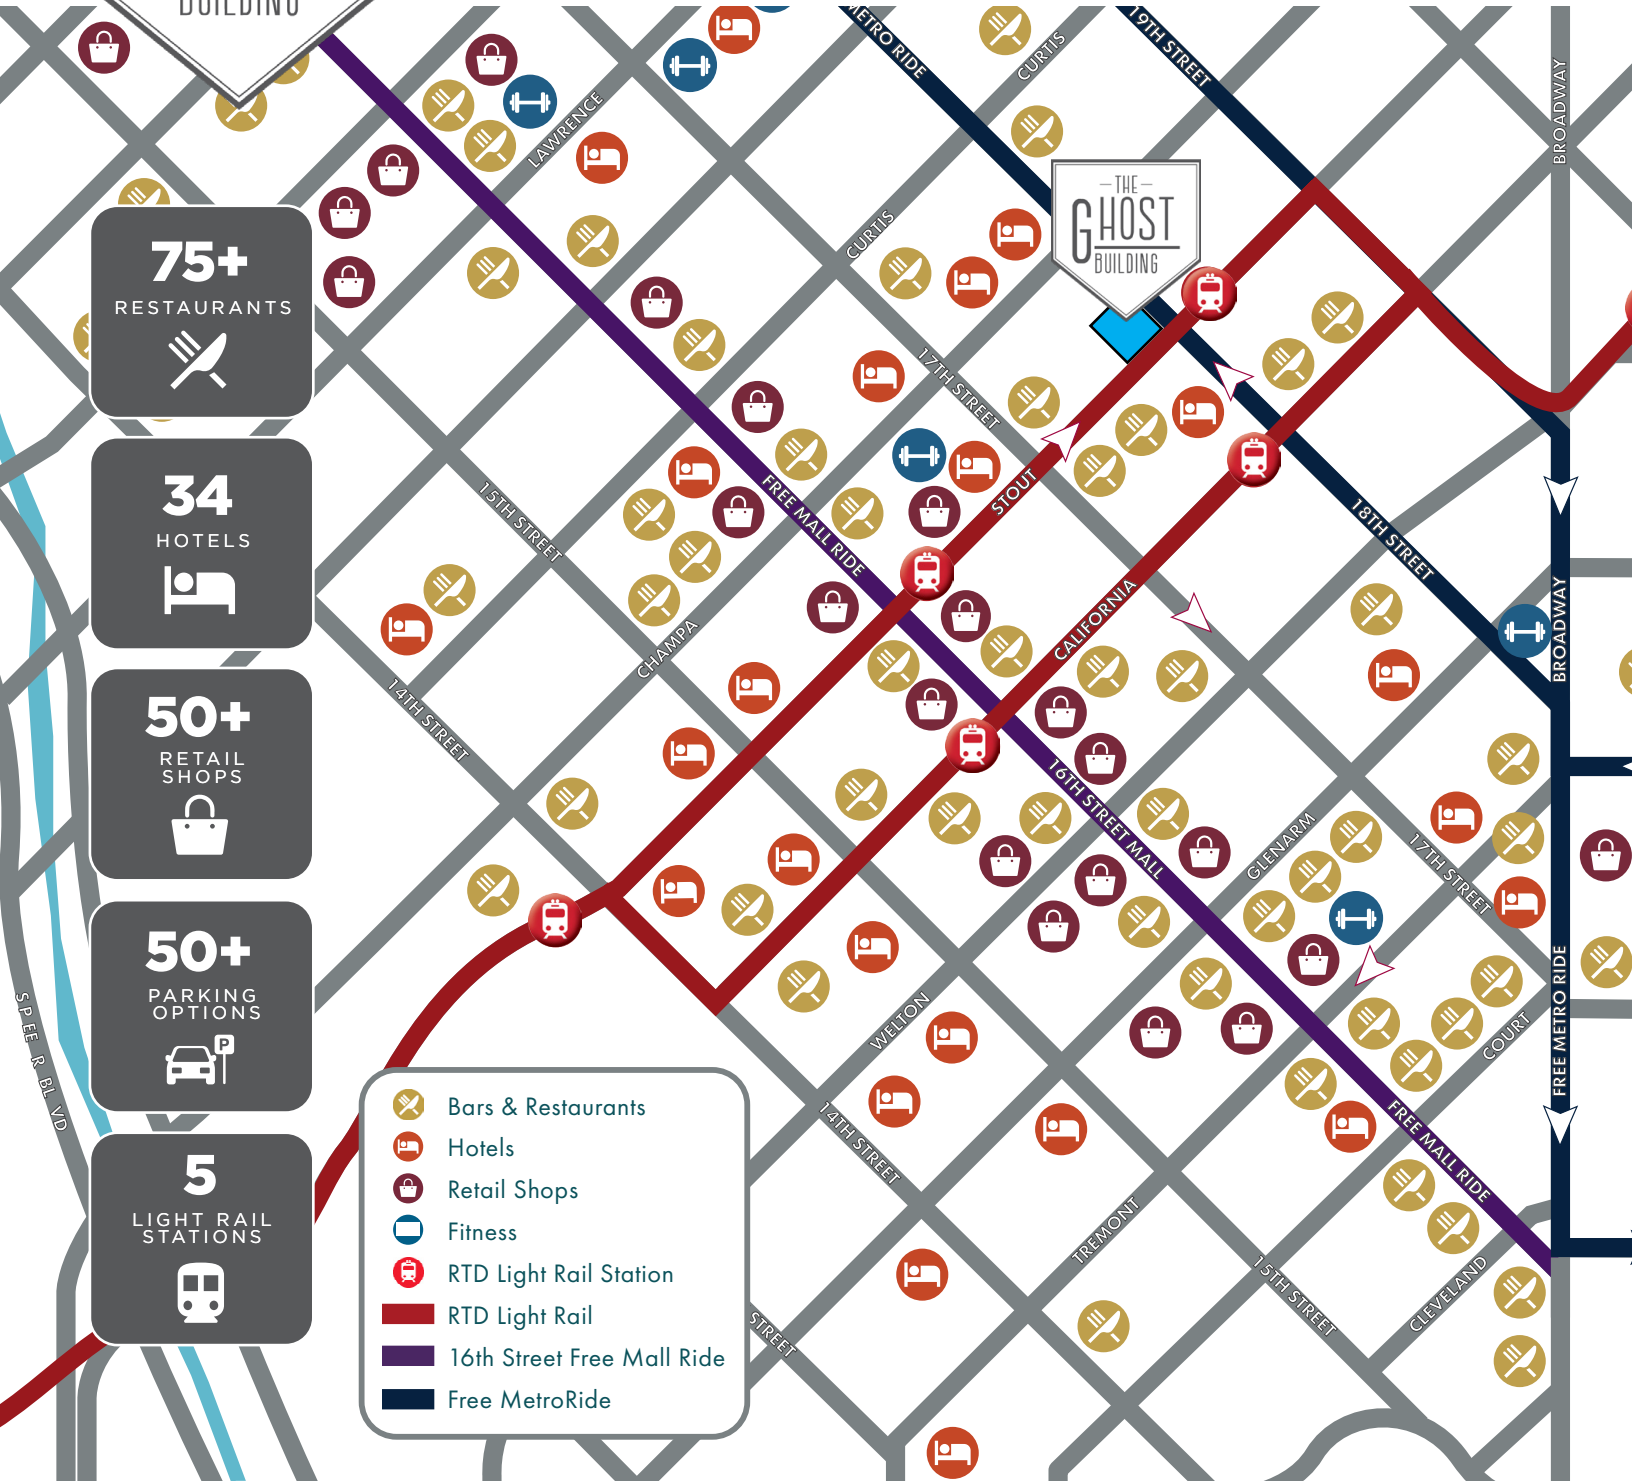 BUILDING
METRO RIDE
19TH STREET
CURTIS
BROADWAY
LAWRENCE
THE
GHOST
BUILDING
CURTIS
75+
RESTAURANTS
17TH STREET
34
HOTELS
15TH STREET
FREE MALL RIDE
STOUT
18TH STREET
CALIFORNIA
BROADWAY
CHAMPA
14TH STREET
50+
RETAIL
SHOPS
16TH STREET MALL
GLENARM
17TH STREET
50+
PARKING
OPTIONS
P
SPEER BLVD
WELTON
COURT
FREE METRO RIDE
14TH STREET
FREE MALL RIDE
5
LIGHT RAIL
STATIONS
TREMONT
15TH STREET
CLEVELAND
STREET
Bars & Restaurants
Hotels
Retail Shops
Fitness
RTD Light Rail Station
RTD Light Rail
16th Street Free Mall Ride
Free MetroRide